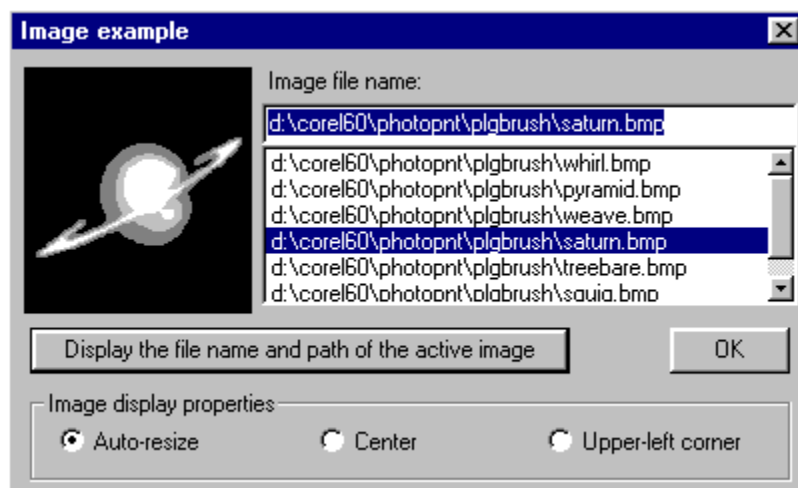 Image example
Image file name:
d:\corel60\photopnt\plgbrush\saturn.bmp
d:\corel60\photopnt\plgbrush\whirl.bmp
d:\corel60\photopnt\plgbrush\pyramid.bmp
d:\corel60\photopnt\plgbrush\weave.bmp
d:\corel60\photopnt\plgbrush\saturn.bmp
d:\corel60\photopnt\plgbrush\treebare.bmp
d:\corel60\photopnt\plgbrush\squig.bmp
Display the file name and path of the active image
OK
Image display properties
Auto-resize
Center
Upper-left corner